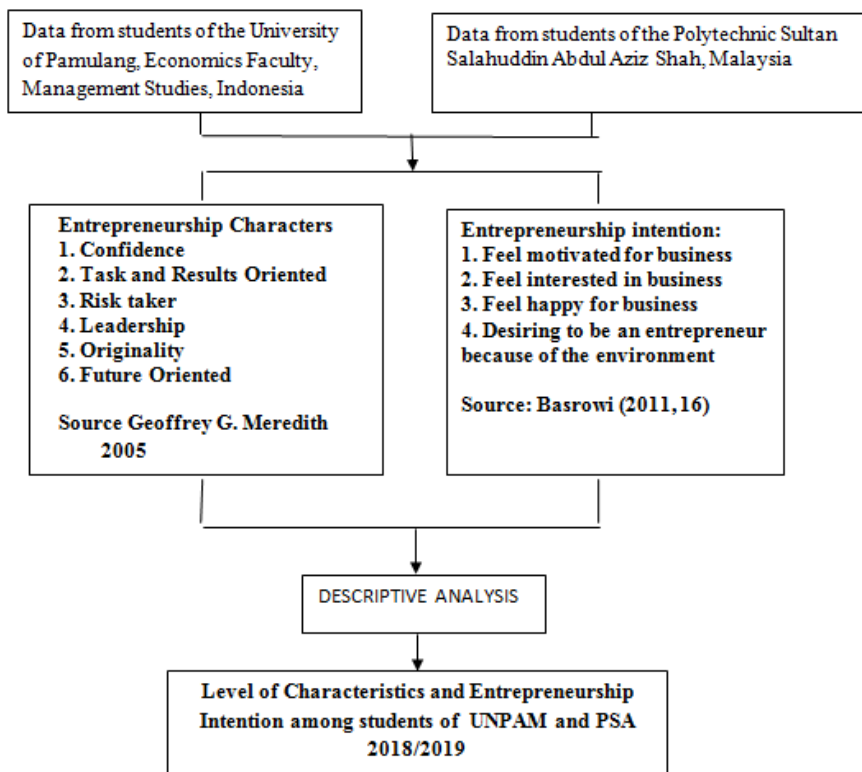 Data from students of the University
of Pamulang, Economics Faculty,
Management Studies, Indonesia
Data from students of the Polytechnic Sultan
Salahuddin Abdul Aziz Shah, Malaysia
Entrepreneurship Characters
1. Confidence
2. Task and Results Oriented
3. Risk taker
4. Leadership
5. Originality
6. Future Oriented
Source Geoffrey G. Meredith
2005
Entrepreneurship intention:
1. Feel motivated for business
2. Feel interested in business
3. Feel happy for business
4. Desiring to be an entrepreneur
because of the environment
Source: Basrowi (2011, 16)
DESCRIPTIVE ANALYSIS
Level of Characteristics and Entrepreneurship
Intention among students of UNPAM and PSA
2018/2019